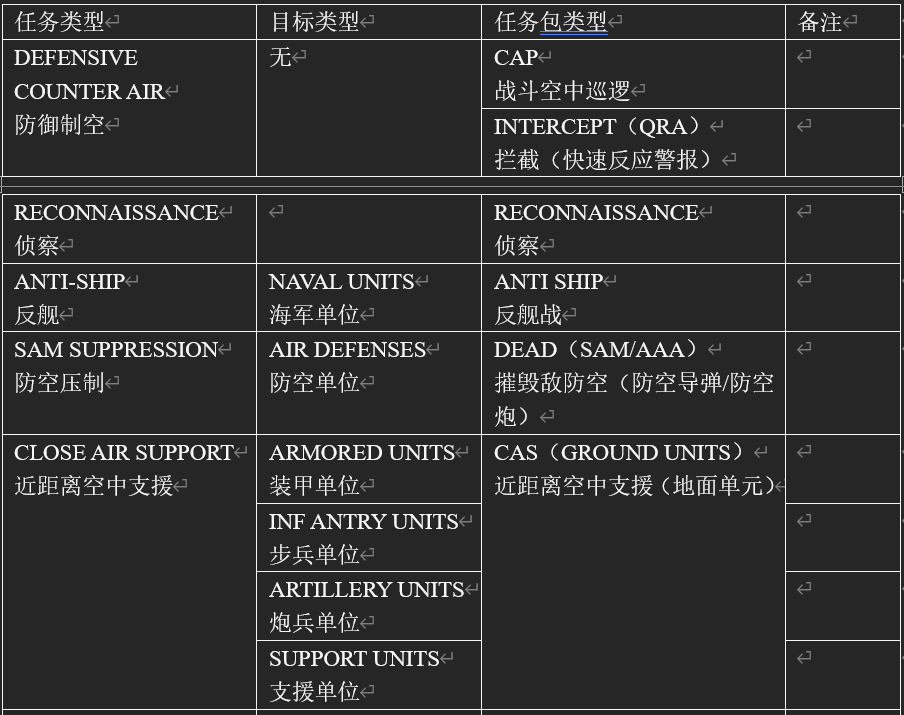 任务类型
目标类型
任务包类型
备注
DEFENSIVE
COUNTER AIR
防御制空
无
CAP
战斗空中巡逻
INTERCEPT（QRA）
拦截（快速反应警报）
RECONNAISSANCE
侦察
RECONNAISSANCE
侦察
ANTI-SHIP
反舰
NAVAL UNITS
海军单位
ANTI SHIP
反舰战
SAM SUPPRESSION
防空压制
AIR DEFENSES
防空单位
DEAD（SAM/AAA）
摧毁敌防空（防空导弹/防空
炮）
CLOSE AIR SUPPORT
近距离空中支援
ARMORED UNITS
装甲单位
CAS（GROUND UNITS）
近距离空中支援（地面单元）
INF ANTRY UNITS
步兵单位
ARTILLERY UNITS
炮兵单位
SUPPORT UNITS
支援单位